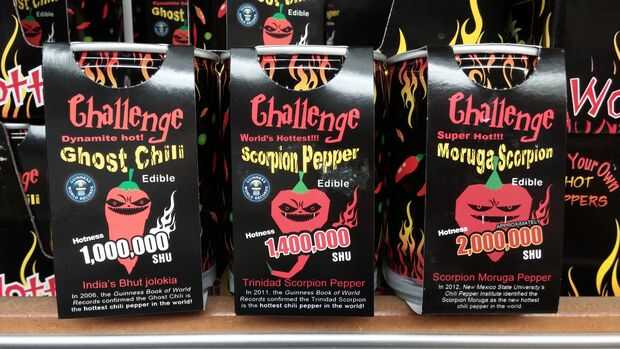 Challenge
Dynamite hot!
Ghost Chili
Edible
Hotness
1,000,000
SHU
India's Bhut jolokia
In 2006, the Guinness Book of World
Records confirmed the Ghost Chili is
the hottest chili pepper in the world!
Challenge
World's Hottest!!!
Scorpion Pepper
Edible
Hotness
1,400,000
SHU
Trinidad Scorpion Pepper
In 2011, the Guinness Book of World
Records confirmed the Trinidad Scorpion
is the hottest chili pepper in the world!
Challenge
Super Hot!!!
Moruga Scorpion
Edible
APPROXIMATELY
Hotness
2,000,000
SHU
Scorpion Moruga Pepper
In 2012, New Mexico State University's
Chili Pepper Institute identified the
Scorpion Moruga as the new hottest
chili pepper in the world.
Your Own
HOT
PEPPERS